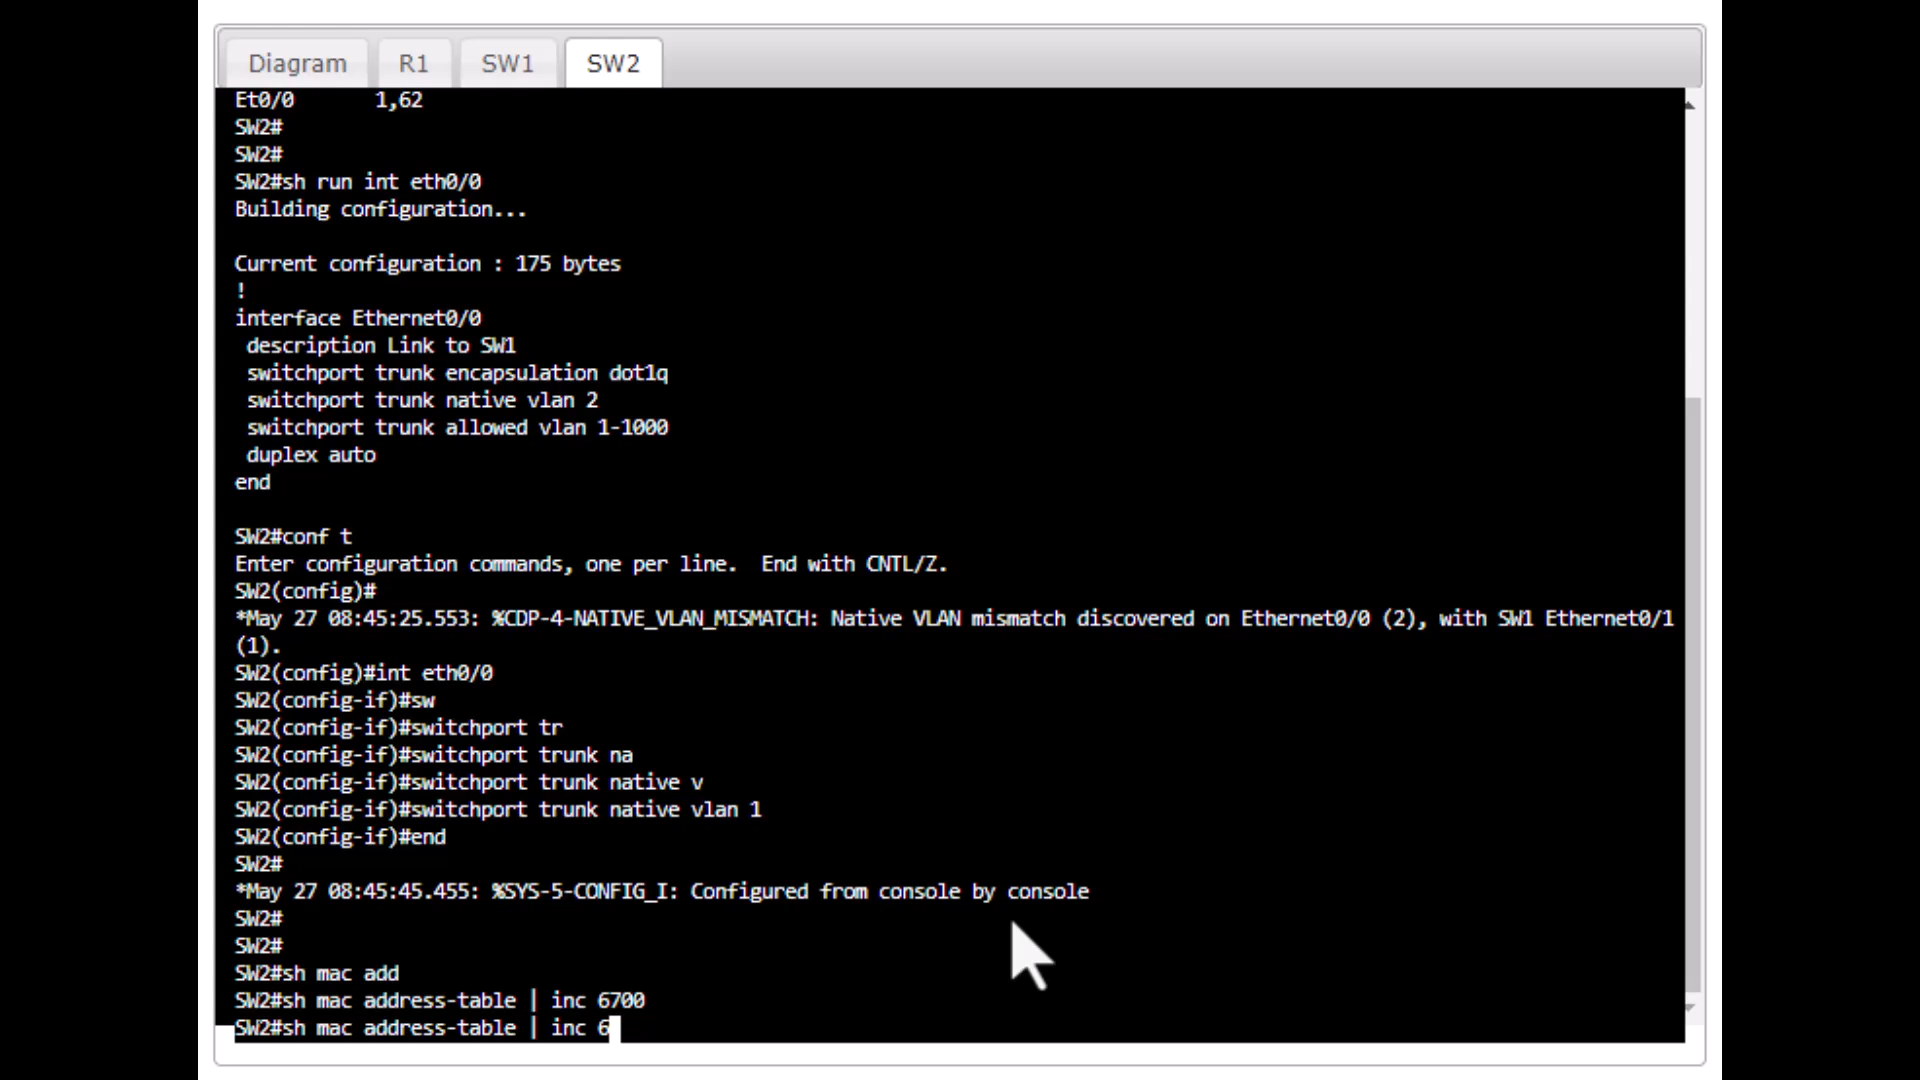 Diagram R1 SW1 SW2
Et0/0 1,62
SW2#
SW2#
SW2#sh run int eth0/0
Building configuration...
Current configuration : 175 bytes
!
interface Ethernet0/0
description Link to SW1
switchport trunk encapsulation dot1q
switchport trunk native vlan 2
switchport trunk allowed vlan 1-1000
duplex auto
end
SW2#conf t
Enter configuration commands, one per line.  End with CNTL/Z.
SW2(config)#
*May 27 08:45:25.553: %CDP-4-NATIVE_VLAN_MISMATCH: Native VLAN mismatch discovered on Ethernet0/0 (2), with SW1 Ethernet0/1
(1).
SW2(config)#int eth0/0
SW2(config-if)#sw
SW2(config-if)#switchport tr
SW2(config-if)#switchport trunk na
SW2(config-if)#switchport trunk native v
SW2(config-if)#switchport trunk native vlan 1
SW2(config-if)#end
SW2#
*May 27 08:45:45.455: %SYS-5-CONFIG_I: Configured from console by console
SW2#
SW2#
SW2#sh mac add
SW2#sh mac address-table | inc 6700
SW2#sh mac address-table | inc 6